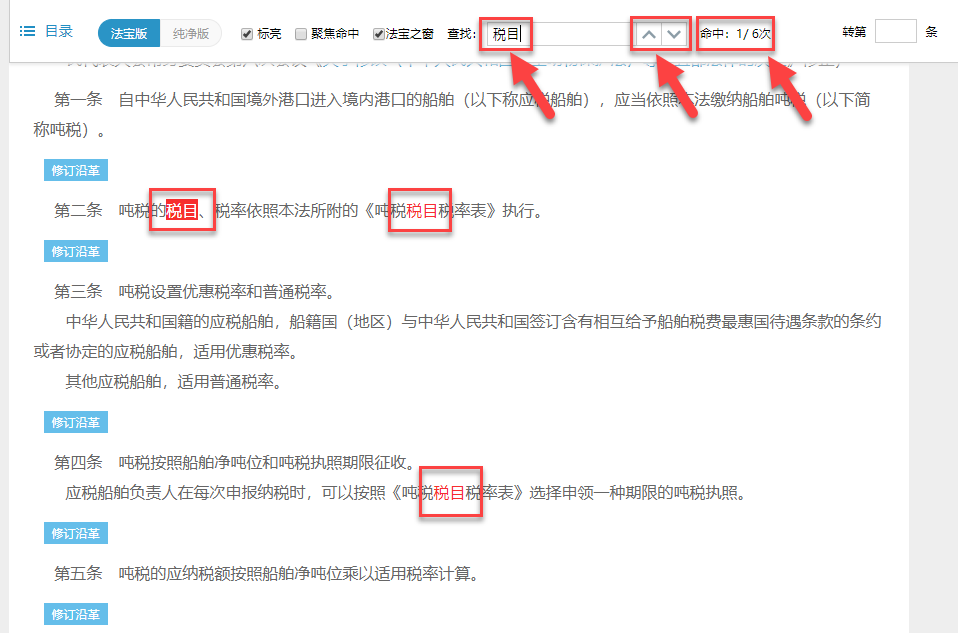 目录 法宝版 纯净版 标亮 聚焦命中 法宝之窗 查找: 税目 命中: 1/ 6次 转第 条
第一条 自中华人民共和国境外港口进入境内港口的船舶（以下称应税船舶），应当依照本法缴纳船舶吨税（以下简
称吨税）。
修订沿革
第二条 吨税的税目、税率依照本法所附的《吨税税目税率表》执行。
修订沿革
第三条 吨税设置优惠税率和普通税率。
中华人民共和国籍的应税船舶，船籍国（地区）与中华人民共和国签订含有相互给予船舶税费最惠国待遇条款的条约
或者协定的应税船舶，适用优惠税率。
其他应税船舶，适用普通税率。
修订沿革
第四条 吨税按照船舶净吨位和吨税执照期限征收。
应税船舶负责人在每次申报纳税时，可以按照《吨税税目税率表》选择申领一种期限的吨税执照。
修订沿革
第五条 吨税的应纳税额按照船舶净吨位乘以适用税率计算。
修订沿革